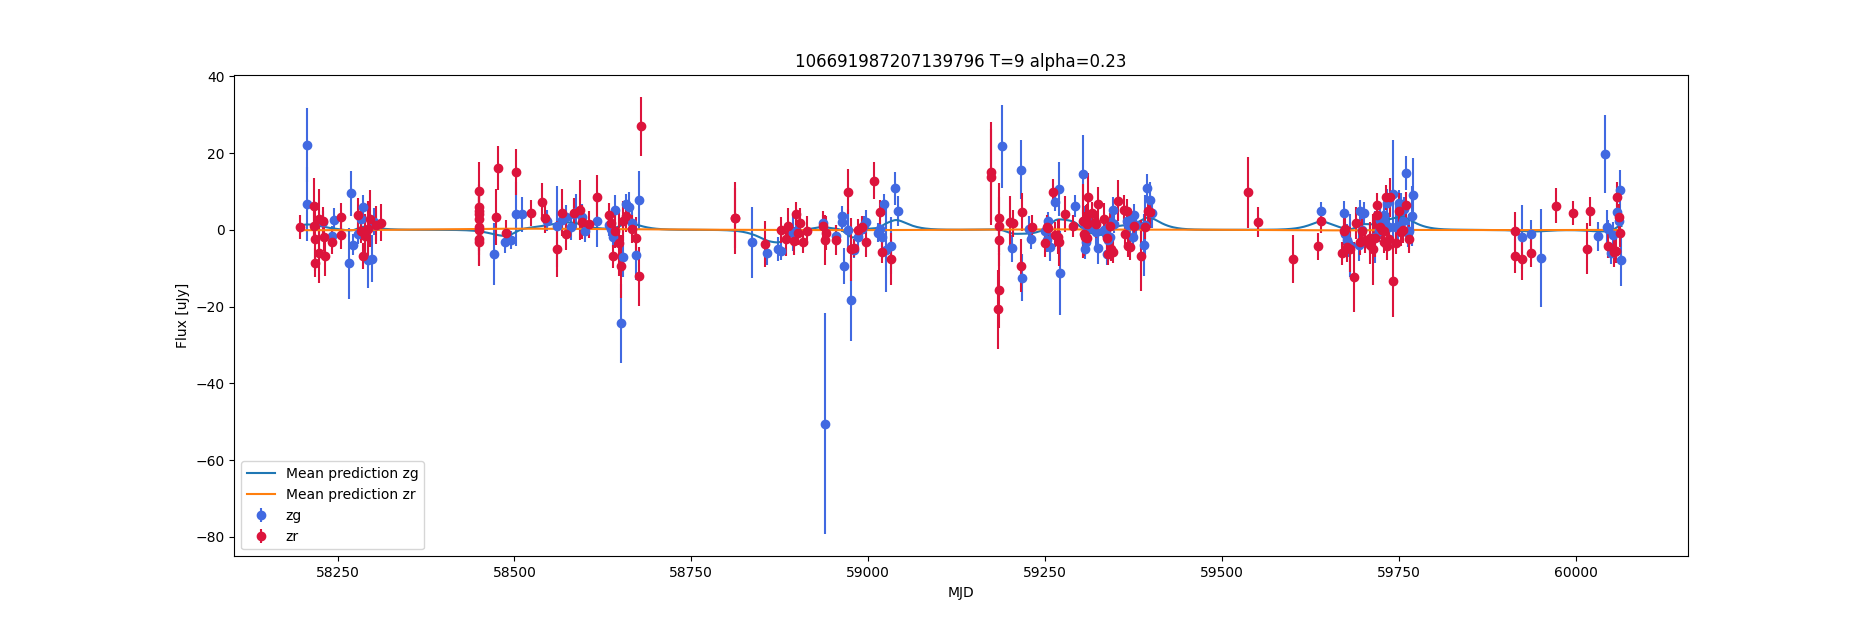 106691987207139796 T=9 alpha=0.23
40
20
0
−20
−40
−60
−80
Flux [uJy]
Mean prediction zg
Mean prediction zr
zg
zr
58250 58500 58750 59000 59250 59500 59750 60000
MJD